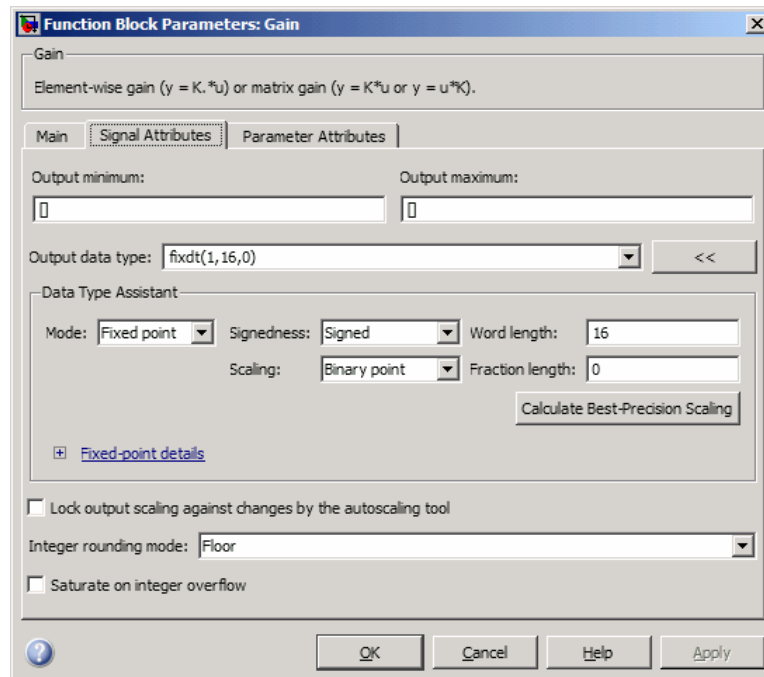 Function Block Parameters: Gain
Gain
Element-wise gain (y = K.*u) or matrix gain (y = K*u or y = u*K).
Main Signal Attributes Parameter Attributes
Output minimum: Output maximum:
[] []
Output data type: fixdt(1,16,0) <<
Data Type Assistant
Mode: Fixed point Signedness: Signed Word length: 16
Scaling: Binary point Fraction length: 0
Calculate Best-Precision Scaling
Fixed-point details
Lock output scaling against changes by the autoscaling tool
Integer rounding mode: Floor
Saturate on integer overflow
OK Cancel Help Apply